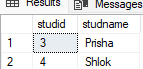 Results Messages
studid studname
1 3 Prisha
2 4 Shlok